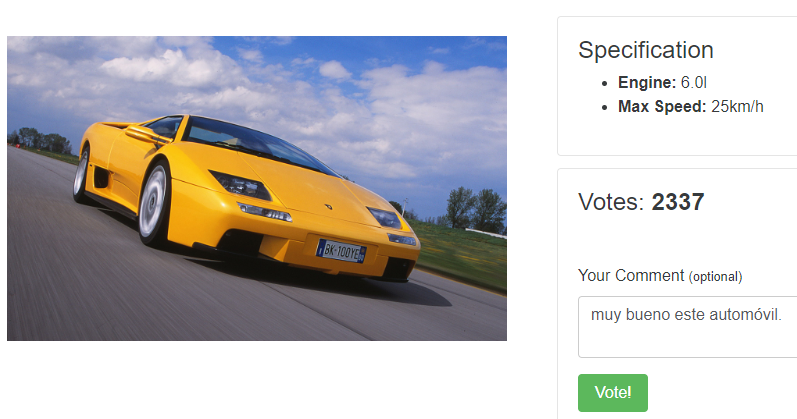 BK·100YE
Specification
Engine: 6.0l
Max Speed: 25km/h
Votes: 2337
Your Comment (optional)
muy bueno este automóvil.
Vote!